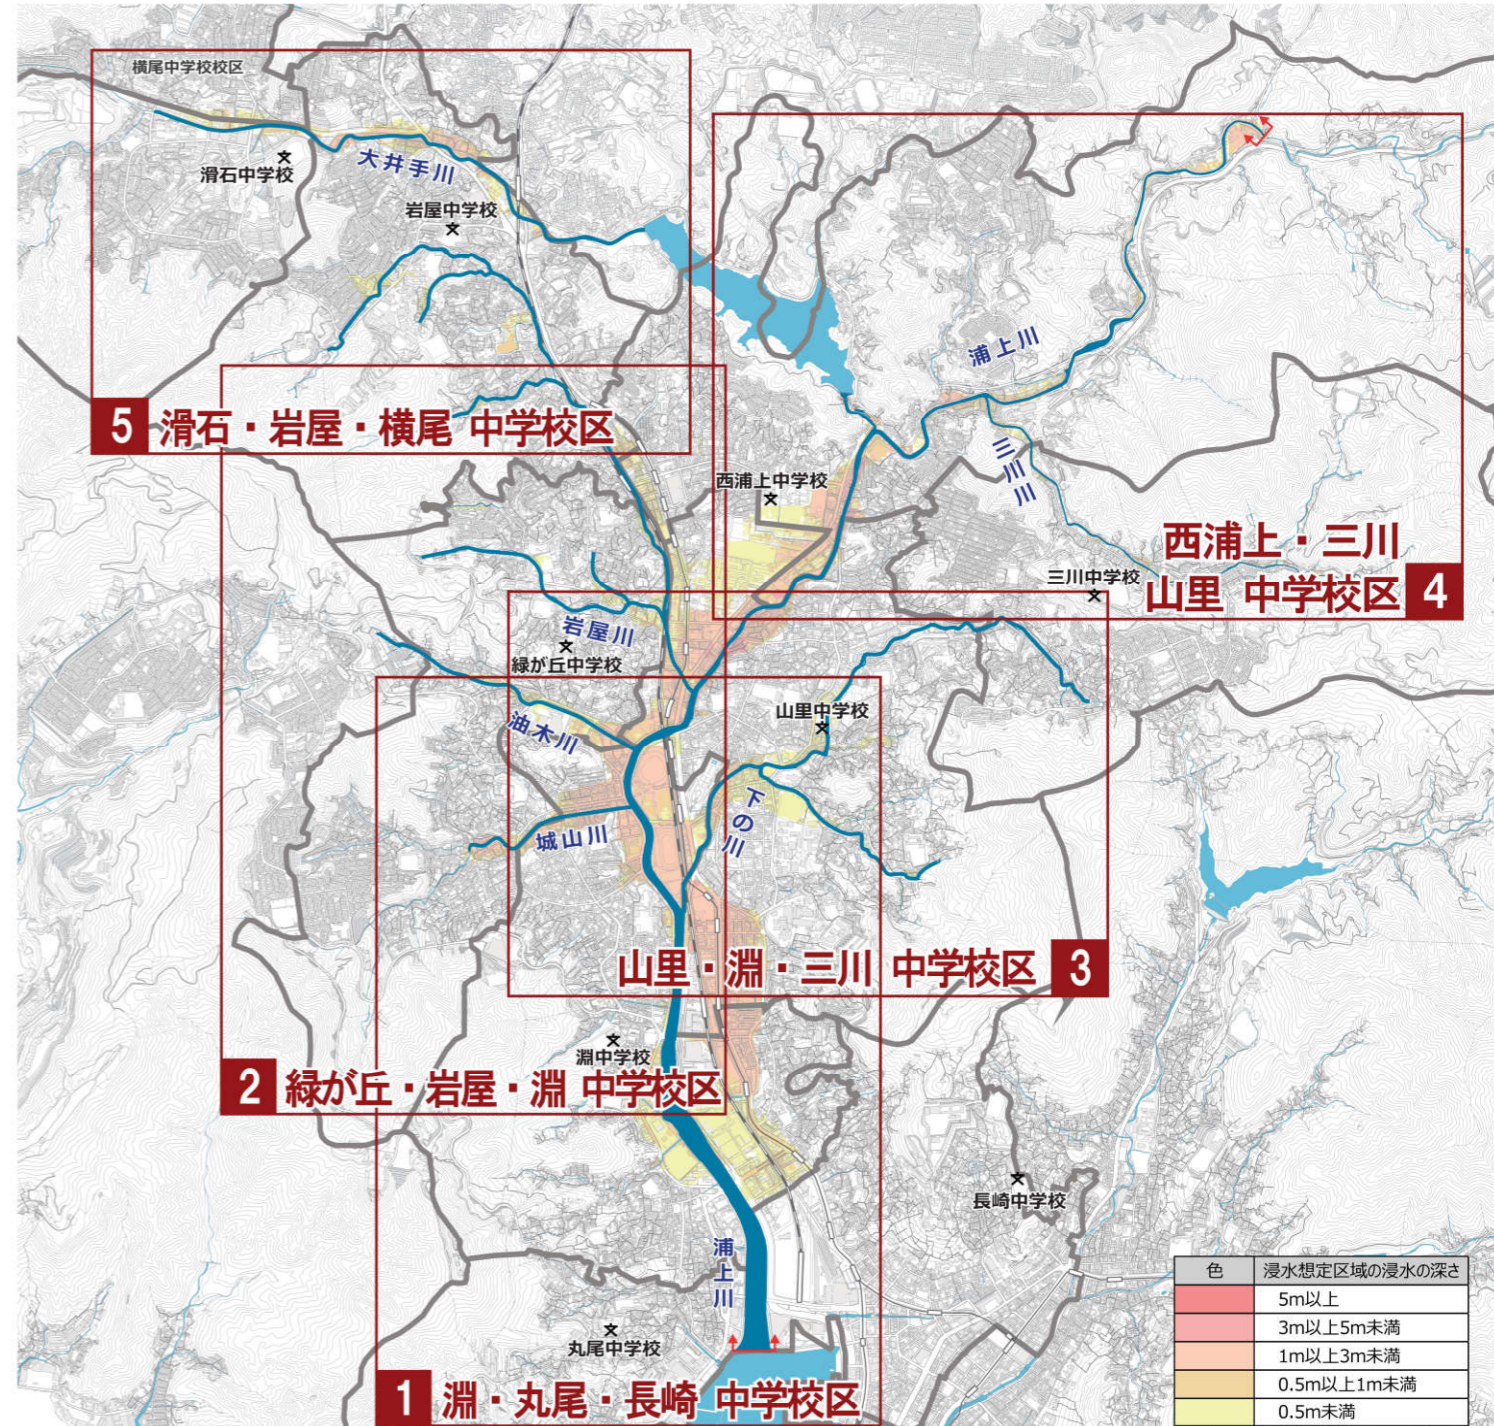 横尾中学校校区
滑石中学校
大井手川
岩屋中学校
5 滑石・岩屋・横尾 中学校区
浦上川
三川川
西浦上中学校
西浦上・三川
山里 中学校区 4
三川中学校
岩屋川
緑が丘中学校
油木川
山里中学校
下の川
城山川
山里・淵・三川 中学校区 3
淵中学校
2 緑が丘・岩屋・淵 中学校区
長崎中学校
浦上川
丸尾中学校
1 淵・丸尾・長崎 中学校区
色 浸水想定区域の浸水の深さ
5m以上
3m以上5m未満
1m以上3m未満
0.5m以上1m未満
0.5m未満